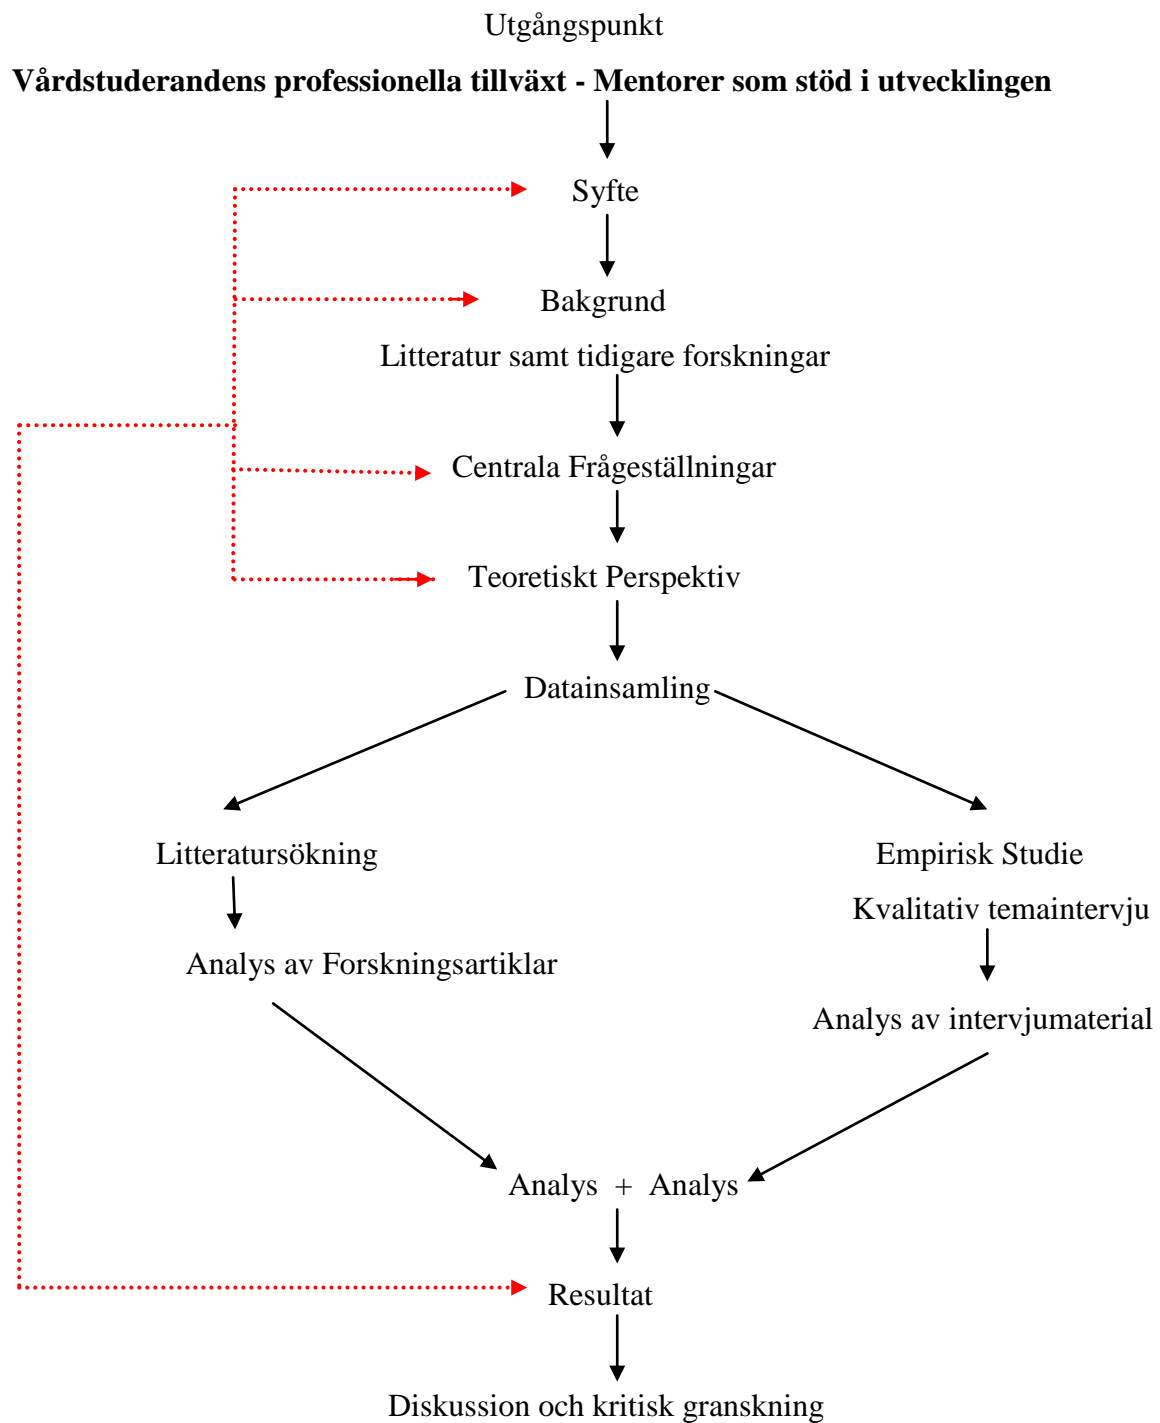 Utgångspunkt
Vårdstuderandens professionella tillväxt - Mentorer som stöd i utvecklingen
Syfte
Bakgrund
Litteratur samt tidigare forskningar
Centrala Frågeställningar
Teoretiskt Perspektiv
Datainsamling
Litteratursökning
Empirisk Studie
Kvalitativ temaintervju
Analys av Forskningsartiklar
Analys av intervjumaterial
Analys + Analys
Resultat
Diskussion och kritisk granskning